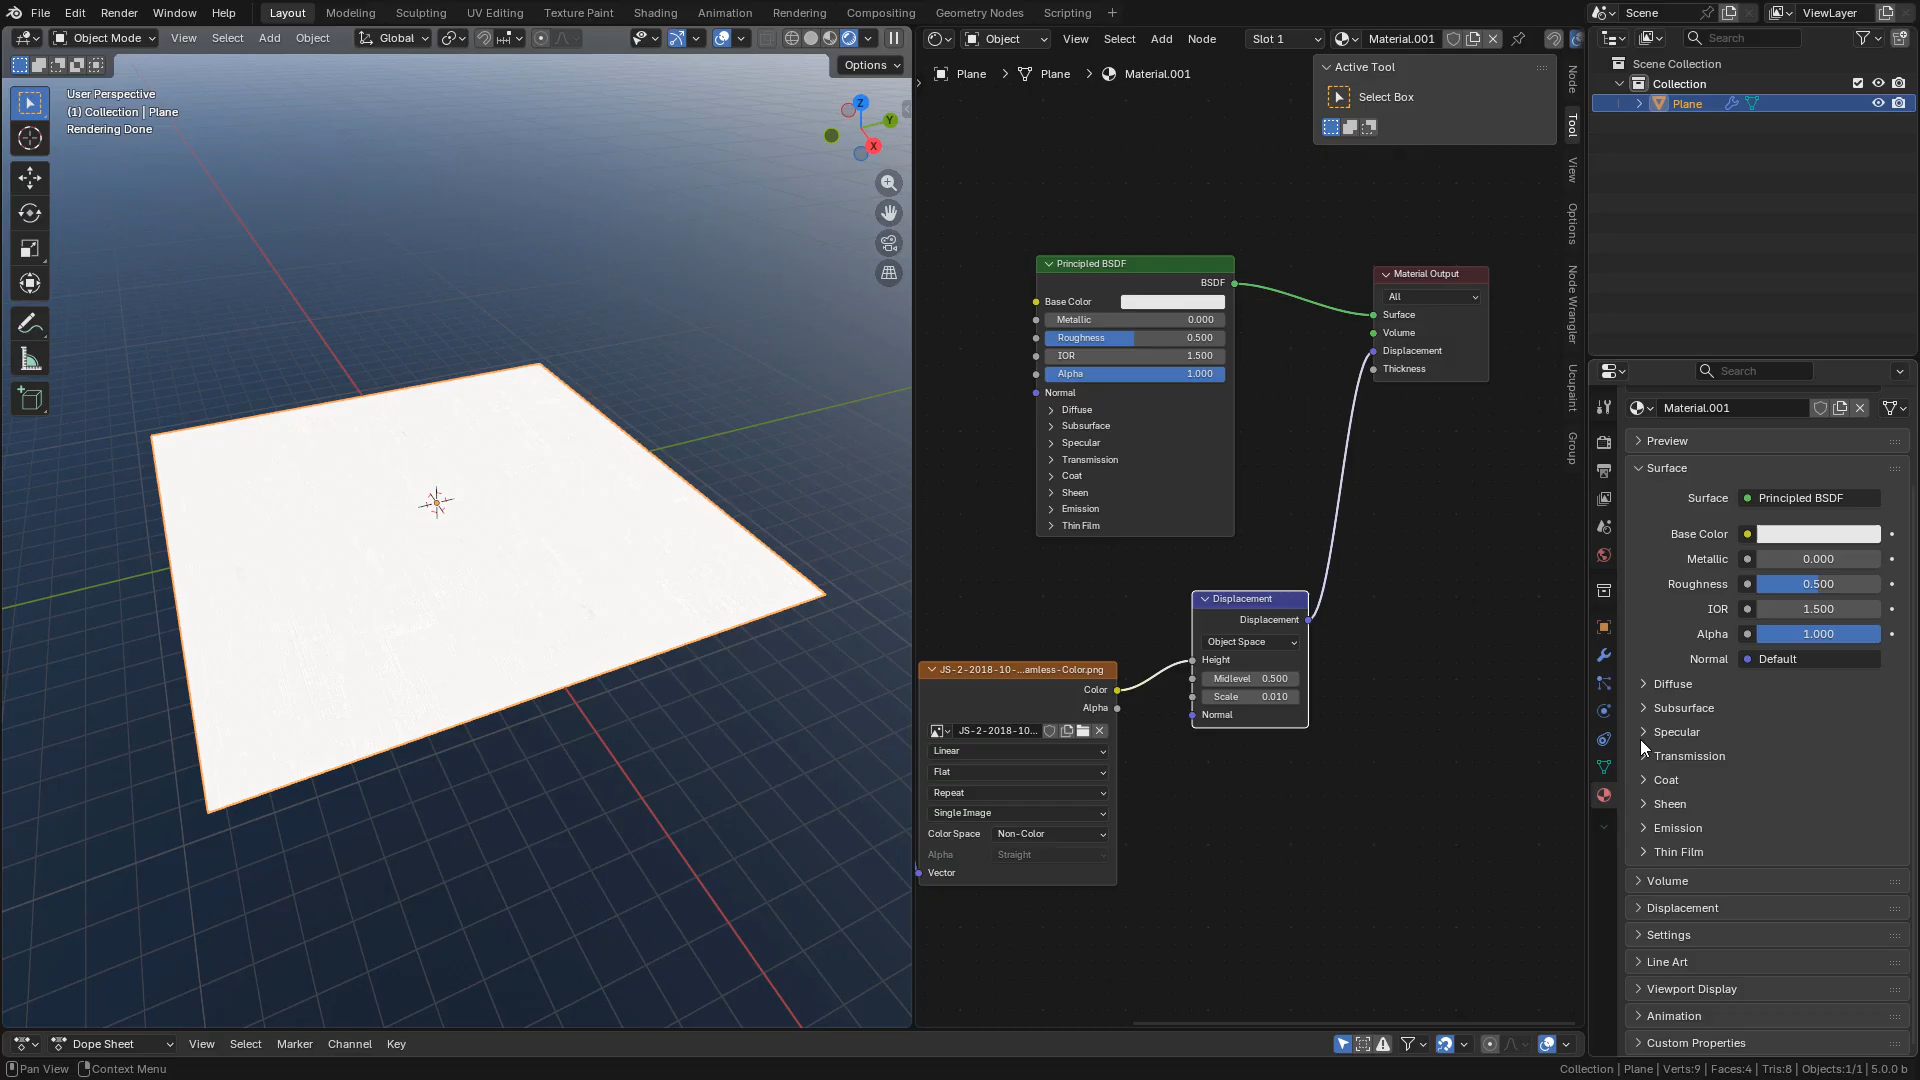 File Edit Render Window Help Layout Modeling Sculpting UV Editing Texture Paint Shading Animation Rendering Compositing Geometry Nodes Scripting Scene ViewLayer
Object Mode View Select Add Object Global
Options
User Perspective
(1) Collection | Plane
Rendering Done
Z
Y
X
Object View Select Add Node Slot 1 Material.001
Plane Plane Material.001
Active Tool
Select Box
Node
Tool
View
Options
Node Wrangler
Ucupaint
Group
Principled BSDF
BSDF
Base Color
Metallic 0.000
Roughness 0.500
IOR 1.500
Alpha 1.000
Normal
Diffuse
Subsurface
Specular
Transmission
Coat
Sheen
Emission
Thin Film
Material Output
All
Surface
Volume
Displacement
Thickness
Displacement
Displacement
Object Space
Height
Midlevel 0.500
Scale 0.010
Normal
JS-2-2018-10-...amless-Color.png
Color
Alpha
JS-2-2018-10...
Linear
Flat
Repeat
Single Image
Color Space Non-Color
Alpha Straight
Vector
Search
Scene Collection
Collection
Plane
Search
Material.001
Preview
Surface
Surface Principled BSDF
Base Color
Metallic 0.000
Roughness 0.500
IOR 1.500
Alpha 1.000
Normal Default
Diffuse
Subsurface
Specular
Transmission
Coat
Sheen
Emission
Thin Film
Volume
Displacement
Settings
Line Art
Viewport Display
Animation
Custom Properties
Dope Sheet View Select Marker Channel Key
Pan View Context Menu Collection | Plane | Verts:9 | Faces:4 | Tris:8 | Objects:1/1 | 5.0.0 b